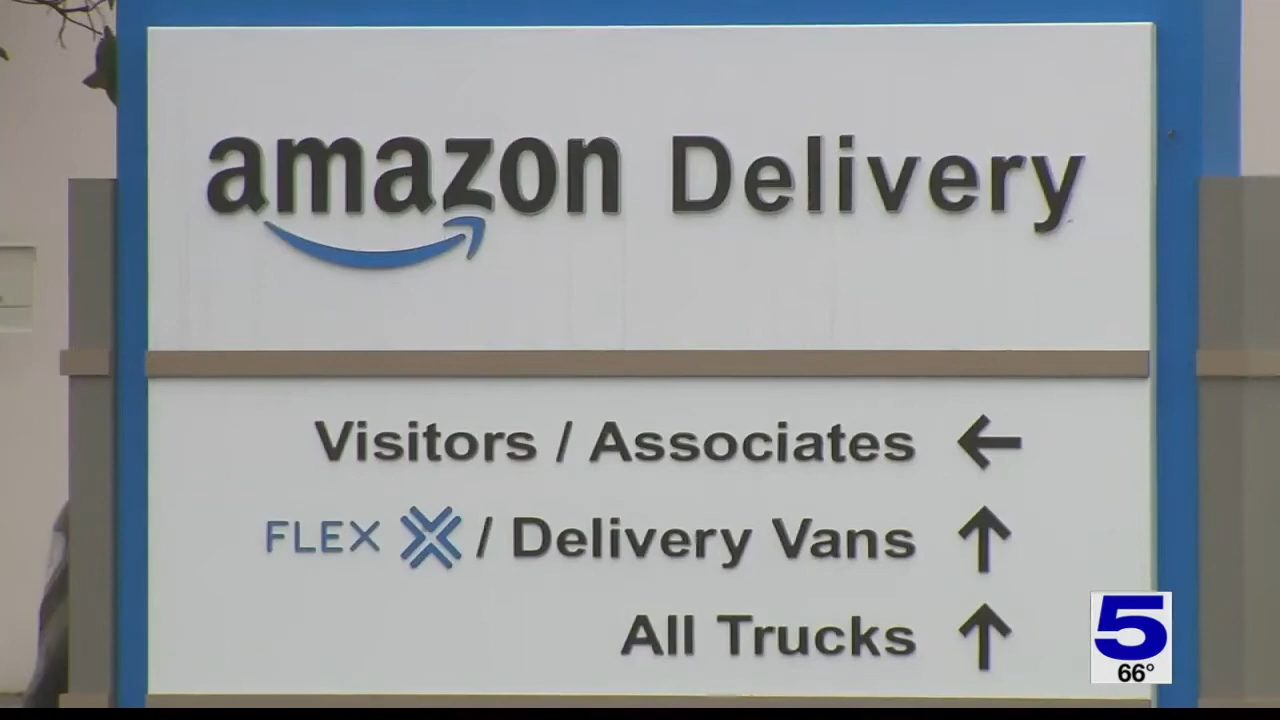 amazon Delivery
Visitors / Associates ←
FLEX / Delivery Vans ↑
All Trucks ↑
5
66°